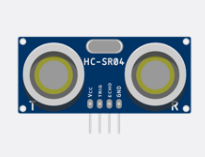 HC-SR04
Vcc TRIG ECHO GND
T R